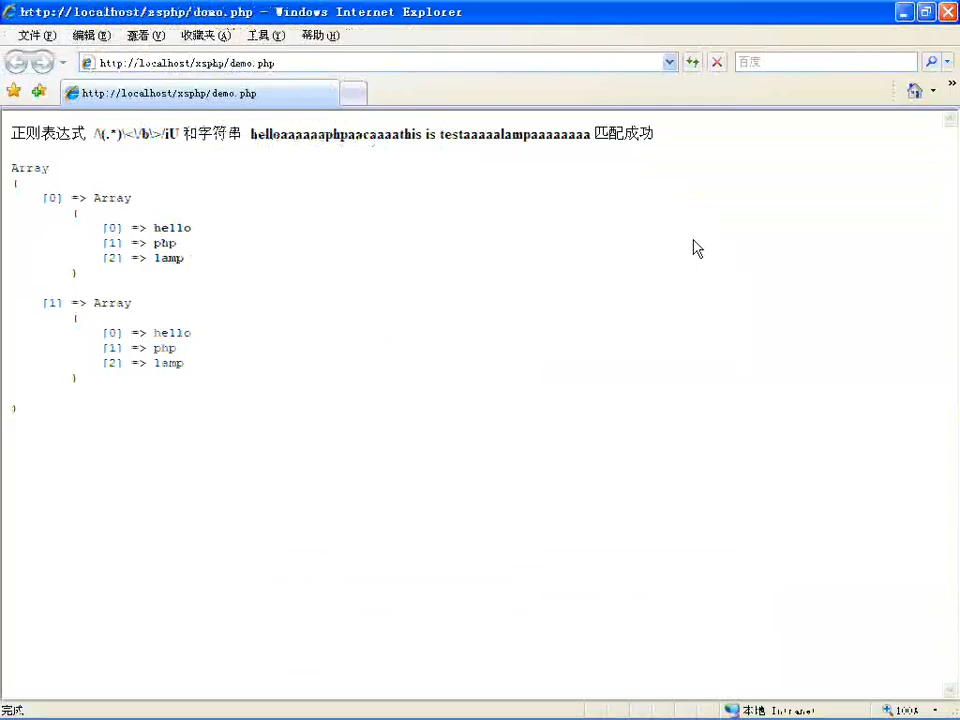 http://localhost/xsphp/demo.php - Windows Internet Explorer
文件(F) 编辑(E) 查看(V) 收藏夹(A) 工具(T) 帮助(H)
http://localhost/xsphp/demo.php 百度
http://localhost/xsphp/demo.php
正则表达式 /\(.*)\<\/b\>/iU 和字符串 helloaaaaaaphpaacaaaathis is testaaaaalampaaaaaaaa 匹配成功
Array
(
[0] => Array
(
[0] => hello
[1] => php
[2] => lamp
)
[1] => Array
(
[0] => hello
[1] => php
[2] => lamp
)
)
完成 本地 Intranet 100%